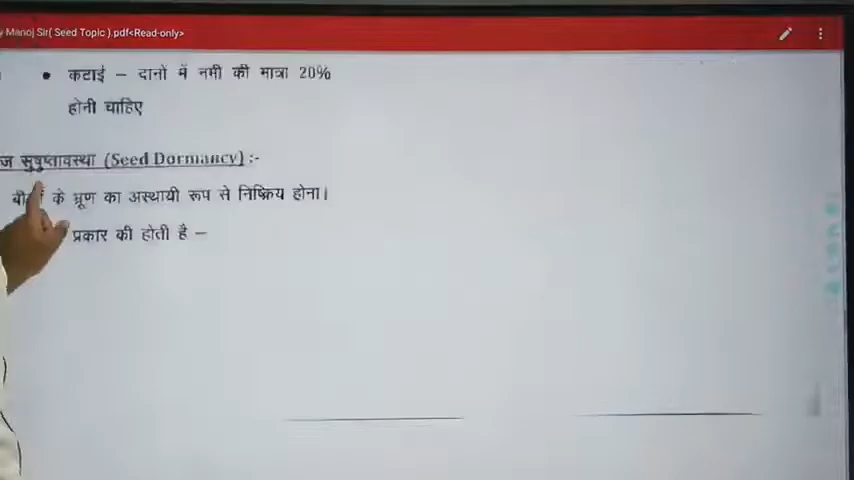 Manoj Sir( Seed Topic ).pdf<Read-only>
• कटाई – दानों में नमी की मात्रा 20%
होनी चाहिए
सुषुप्तावस्था (Seed Dormancy) :-
के भ्रूण का अस्थायी रूप से निष्क्रिय होना।
प्रकार की होती है –